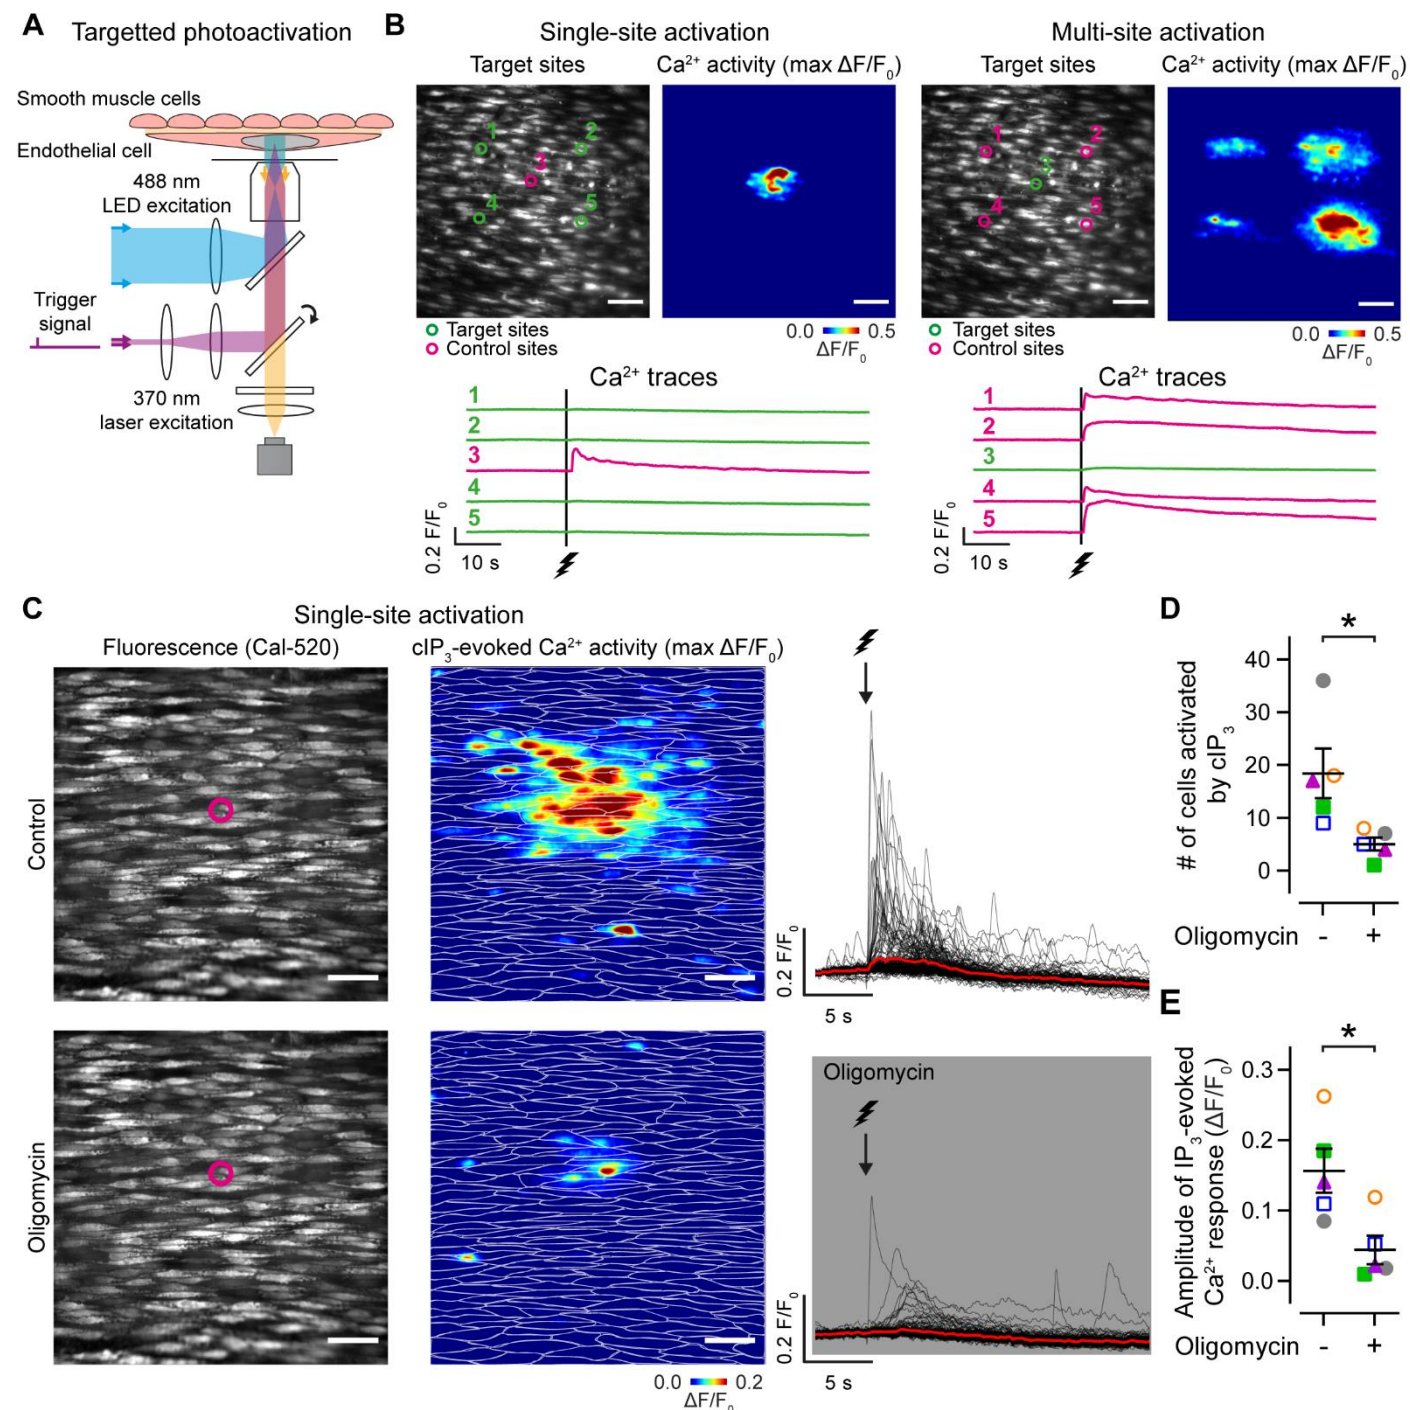 A Targetted photoactivation
Smooth muscle cells
Endothelial cell
488 nm
LED excitation
Trigger
signal
370 nm
laser excitation
B Single-site activation
Target sites
Ca²⁺ activity (max ΔF/F₀)
1
2
3
4
5
Target sites
Control sites
0.0 0.5
ΔF/F₀
Ca²⁺ traces
1
2
3
4
5
0.2 F/F₀
10 s
Multi-site activation
Target sites
Ca²⁺ activity (max ΔF/F₀)
1
2
3
4
5
Target sites
Control sites
0.0 0.5
ΔF/F₀
Ca²⁺ traces
1
2
3
4
5
0.2 F/F₀
10 s
C Single-site activation
Fluorescence (Cal-520)
cIP₃-evoked Ca²⁺ activity (max ΔF/F₀)
Control
0.2 F/F₀
5 s
Oligomycin
Oligomycin
0.2 F/F₀
5 s
0.0 0.2
ΔF/F₀
D
*
# of cells activated
by cIP₃
40
30
20
10
0
Oligomycin - +
E
*
Amplitude of IP₃-evoked
Ca²⁺ response (ΔF/F₀)
0.3
0.2
0.1
0.0
Oligomycin - +